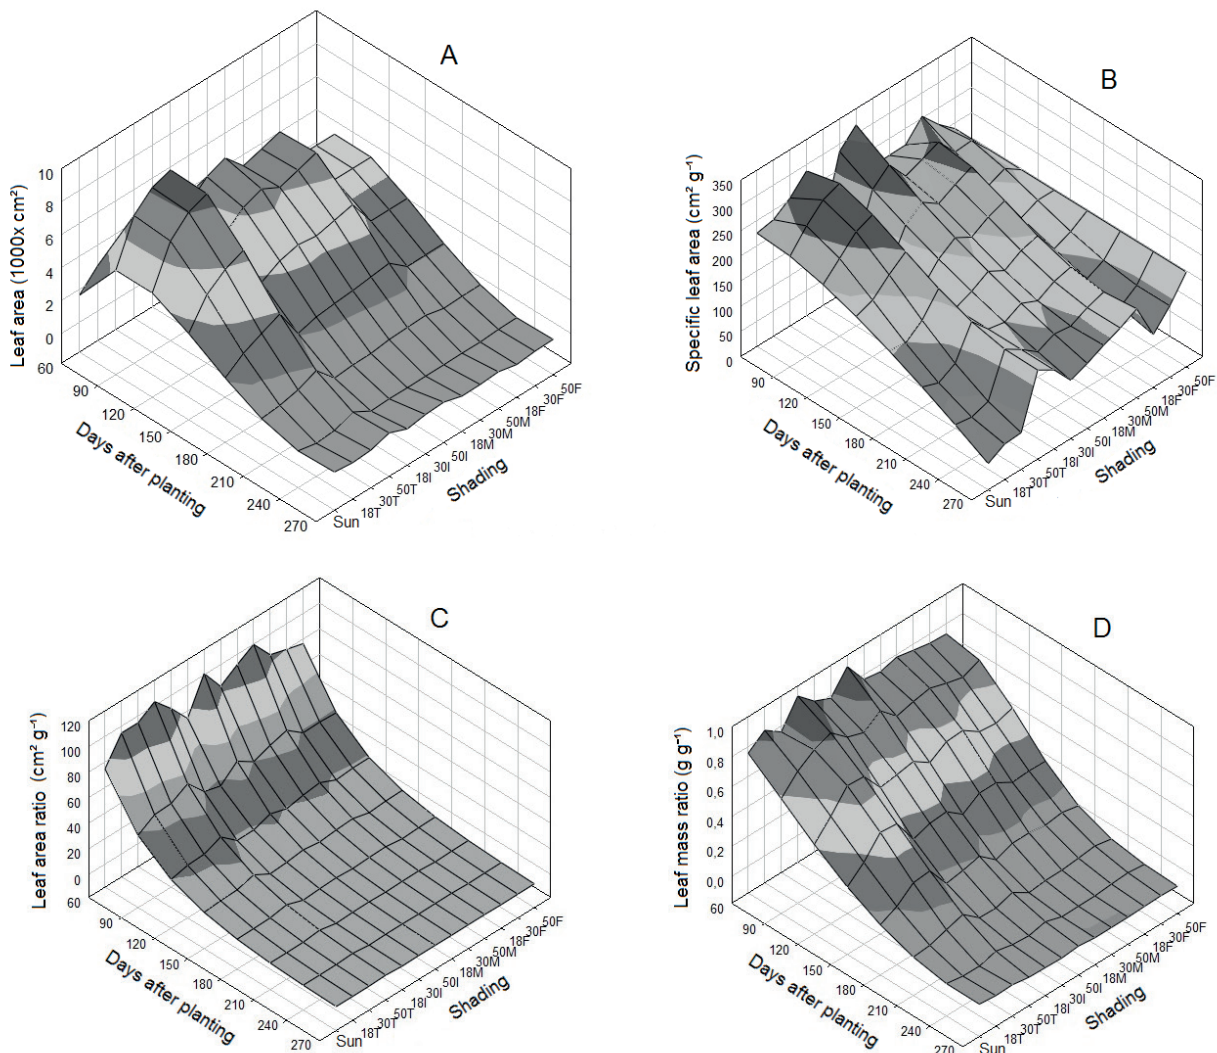 A
Leaf area (1000x cm²)
10
8
6
4
2
0
60
90
120
150
180
210
240
270
Days after planting
Sun
18T
30T
50T
18I
30I
50I
18M
30M
50M
18F
30F
50F
Shading
B
Specific leaf area (cm² g⁻¹)
350
300
250
200
150
100
50
0
90
120
150
180
210
240
270
Days after planting
Sun
18T
30T
50T
18I
30I
50I
18M
30M
50M
18F
30F
50F
Shading
C
Leaf area ratio (cm² g⁻¹)
120
100
80
60
40
20
0
60
90
120
150
180
210
240
270
Days after planting
Sun
18T
30T
50T
18I
30I
50I
18M
30M
50M
18F
30F
50F
Shading
D
Leaf mass ratio (g g⁻¹)
1,0
0,8
0,6
0,4
0,2
0,0
60
90
120
150
180
210
240
270
Days after planting
Sun
18T
30T
50T
18I
30I
50I
18M
30M
50M
18F
30F
50F
Shading